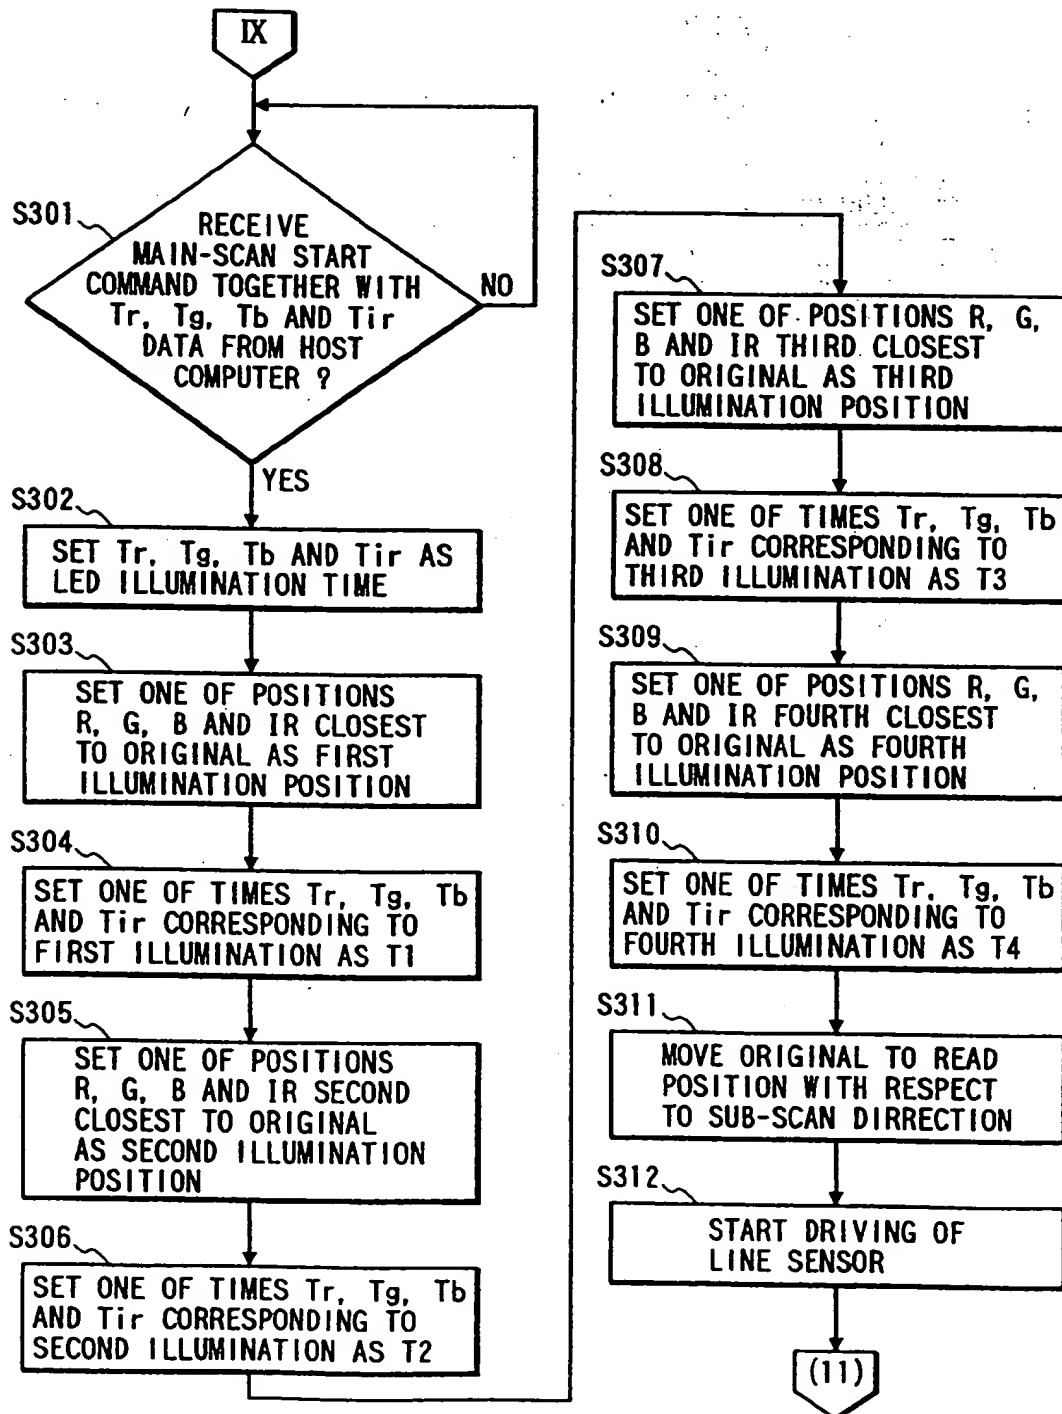 IX
S301
RECEIVE
MAIN-SCAN START
COMMAND TOGETHER WITH
Tr, Tg, Tb AND Tir
DATA FROM HOST
COMPUTER ?
NO
YES
S302
SET Tr, Tg, Tb AND Tir AS
LED ILLUMINATION TIME
S303
SET ONE OF POSITIONS
R, G, B AND IR CLOSEST
TO ORIGINAL AS FIRST
ILLUMINATION POSITION
S304
SET ONE OF TIMES Tr, Tg, Tb
AND Tir CORRESPONDING TO
FIRST ILLUMINATION AS T1
S305
SET ONE OF POSITIONS
R, G, B AND IR SECOND
CLOSEST TO ORIGINAL
AS SECOND ILLUMINATION
POSITION
S306
SET ONE OF TIMES Tr, Tg, Tb
AND Tir CORRESPONDING TO
SECOND ILLUMINATION AS T2
S307
SET ONE OF POSITIONS R, G,
B AND IR THIRD CLOSEST
TO ORIGINAL AS THIRD
ILLUMINATION POSITION
S308
SET ONE OF TIMES Tr, Tg, Tb
AND Tir CORRESPONDING TO
THIRD ILLUMINATION AS T3
S309
SET ONE OF POSITIONS R, G,
B AND IR FOURTH CLOSEST
TO ORIGINAL AS FOURTH
ILLUMINATION POSITION
S310
SET ONE OF TIMES Tr, Tg, Tb
AND Tir CORRESPONDING TO
FOURTH ILLUMINATION AS T4
S311
MOVE ORIGINAL TO READ
POSITION WITH RESPECT
TO SUB-SCAN DIRRECTION
S312
START DRIVING OF
LINE SENSOR
(11)